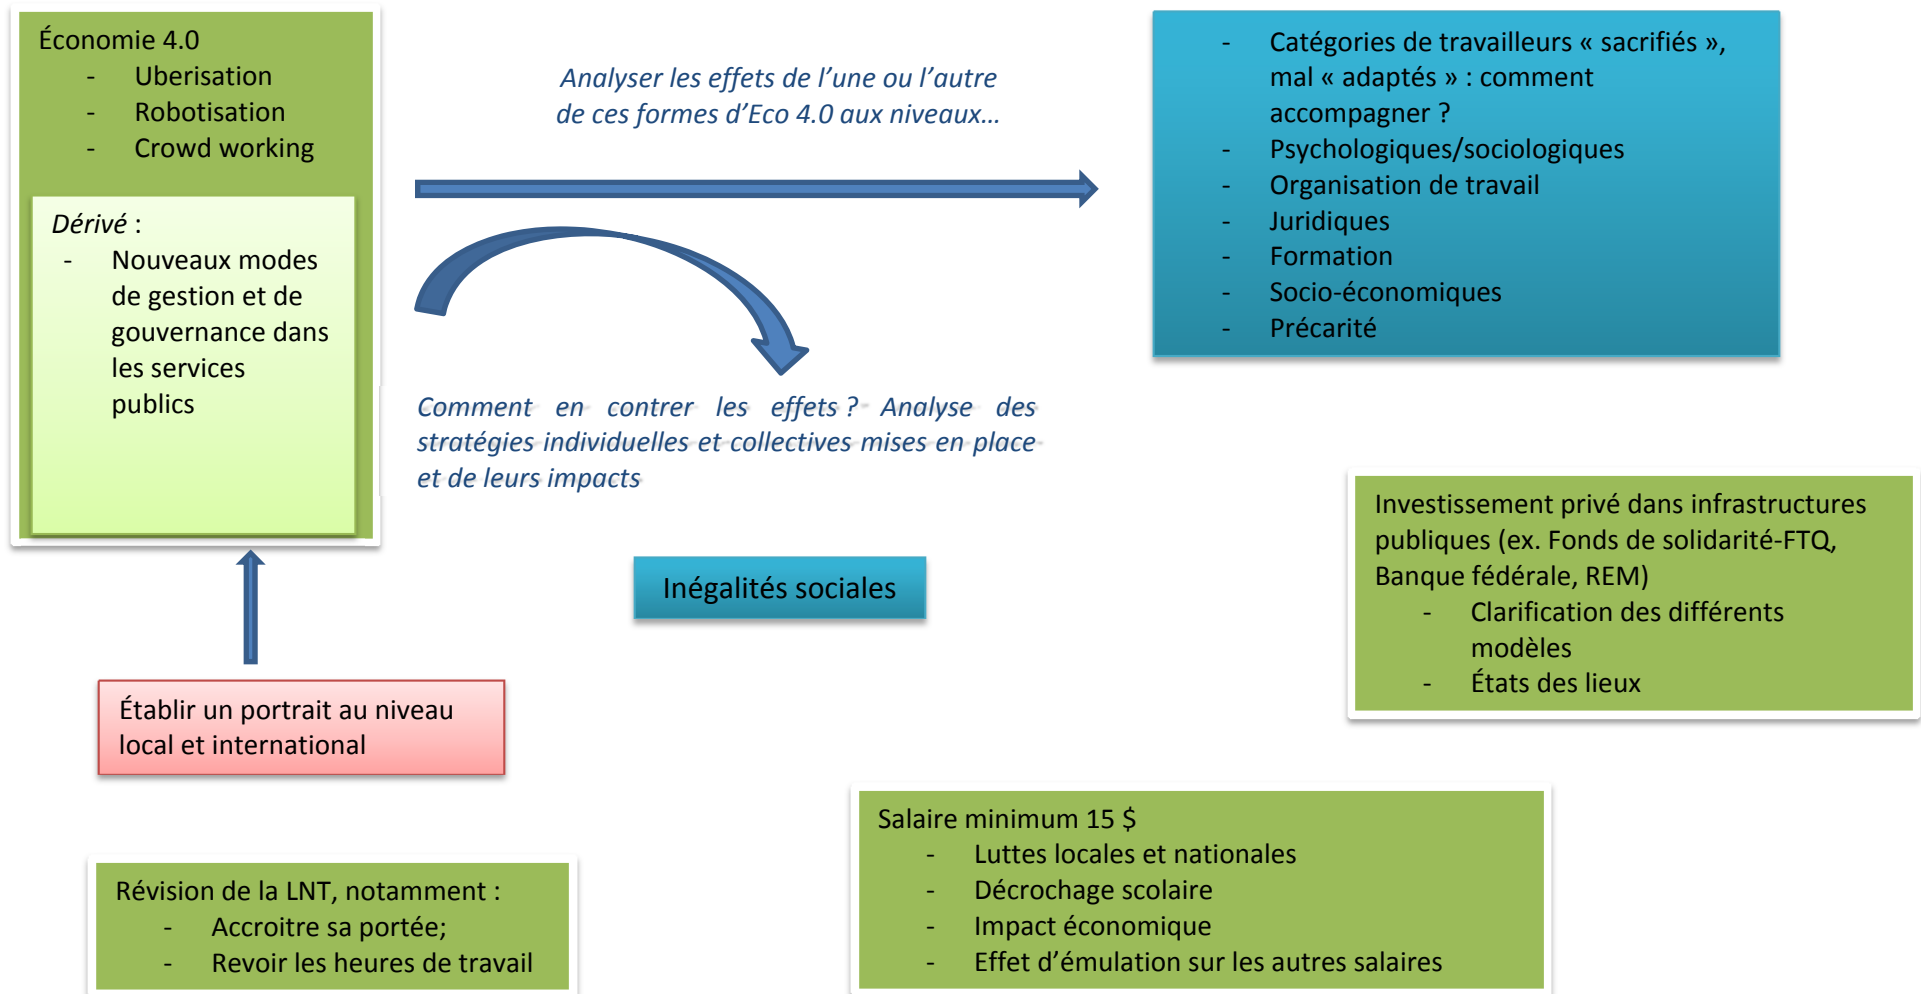 Économie 4.0
- Uberisation
- Robotisation
- Crowd working
Dérivé :
- Nouveaux modes
de gestion et de
gouvernance dans
les services
publics
Analyser les effets de l’une ou l’autre
de ces formes d’Eco 4.0 aux niveaux…
- Catégories de travailleurs « sacrifiés »,
mal « adaptés » : comment
accompagner ?
- Psychologiques/sociologiques
- Organisation de travail
- Juridiques
- Formation
- Socio-économiques
- Précarité
Comment en contrer les effets ? Analyse des
stratégies individuelles et collectives mises en place
et de leurs impacts
Inégalités sociales
Investissement privé dans infrastructures
publiques (ex. Fonds de solidarité-FTQ,
Banque fédérale, REM)
- Clarification des différents
modèles
- États des lieux
Établir un portrait au niveau
local et international
Salaire minimum 15 $
- Luttes locales et nationales
- Décrochage scolaire
- Impact économique
- Effet d’émulation sur les autres salaires
Révision de la LNT, notamment :
- Accroitre sa portée;
- Revoir les heures de travail